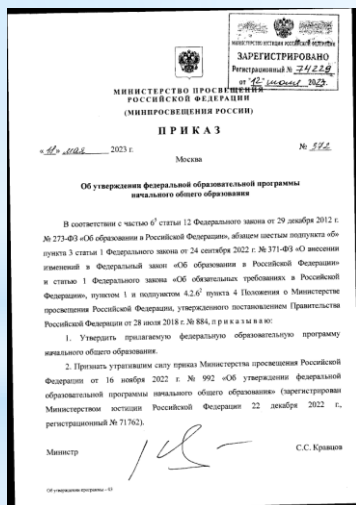 МИНИСТЕРСТВО ЮСТИЦИИ РОССИЙСКОЙ ФЕДЕРАЦИИ
ЗАРЕГИСТРИРОВАНО
Регистрационный № 74229
от "12" июля 2023.
МИНИСТЕРСТВО ПРОСВЕЩЕНИЯ
РОССИЙСКОЙ ФЕДЕРАЦИИ
(МИНПРОСВЕЩЕНИЯ РОССИИ)
ПРИКАЗ
«18» мая 2023 г.
№ 372
Москва
Об утверждении федеральной образовательной программы
начального общего образования
В соответствии с частью 6⁵ статьи 12 Федерального закона от 29 декабря 2012 г.
№ 273-ФЗ «Об образовании в Российской Федерации», абзацем шестым подпункта «б»
пункта 3 статьи 1 Федерального закона от 24 сентября 2022 г. № 371-ФЗ «О внесении
изменений в Федеральный закон «Об образовании в Российской Федерации»
и статью 1 Федерального закона «Об обязательных требованиях в Российской
Федерации», пунктом 1 и подпунктом 4.2.6² пункта 4 Положения о Министерстве
просвещения Российской Федерации, утвержденного постановлением Правительства
Российской Федерации от 28 июля 2018 г. № 884, приказываю:
1. Утвердить прилагаемую федеральную образовательную программу
начального общего образования.
2. Признать утратившим силу приказ Министерства просвещения Российской
Федерации от 16 ноября 2022 г. № 992 «Об утверждении федеральной
образовательной программы начального общего образования» (зарегистрирован
Министерством юстиции Российской Федерации 22 декабря 2022 г.,
регистрационный № 71762).
Министр
С.С. Кравцов
Об утверждении программы – 03